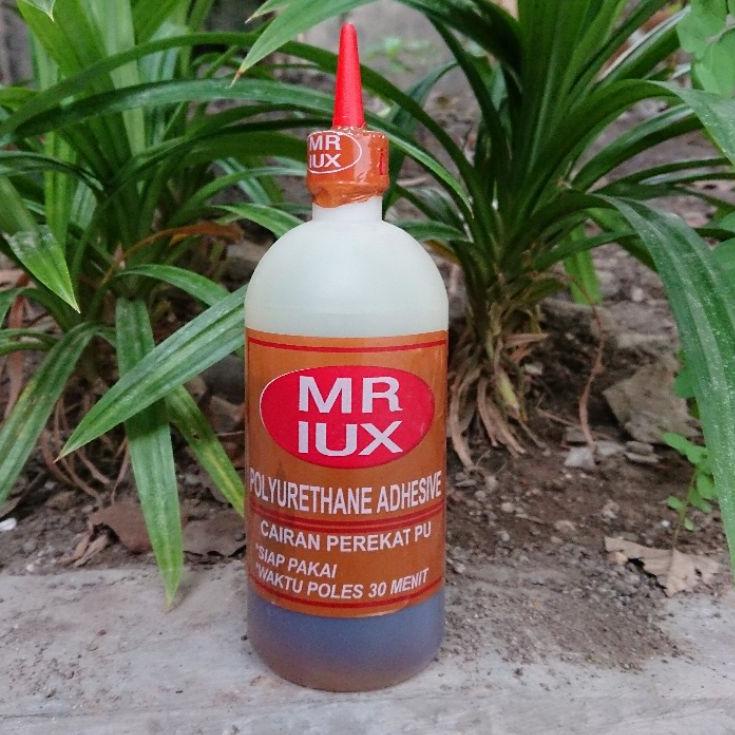 MR
IUX
MR
IUX
POLYURETHANE ADHESIVE
CAIRAN PEREKAT PU
*SIAP PAKAI
*WAKTU POLES 30 MENIT